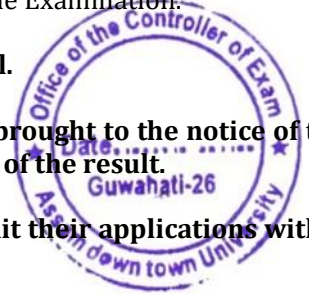 e Examination.
Office of the Controller of Exam
l.
brought to the notice of t
Date
of the result.
Guwahati-26
it their applications with
Assam down town University